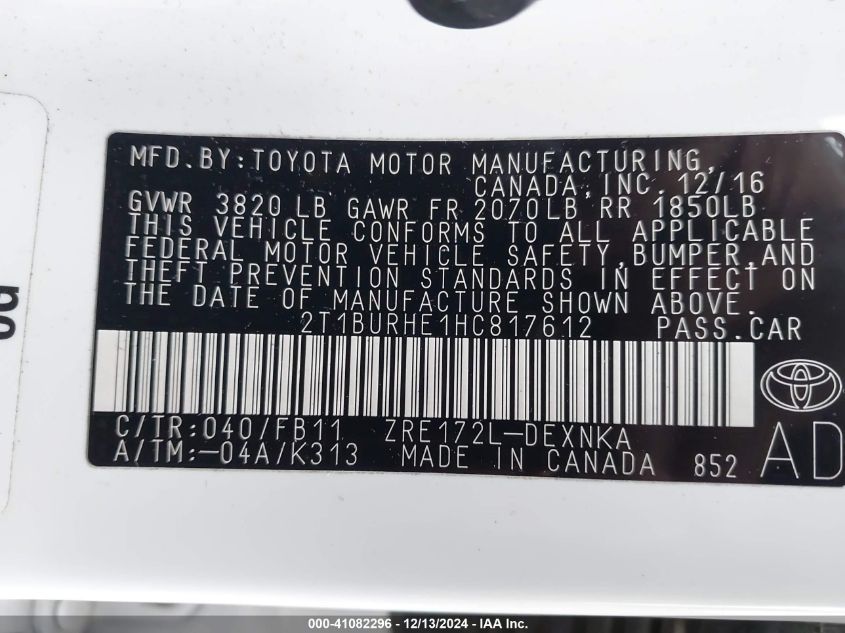 MFD.BY:TOYOTA MOTOR MANUFACTURING,
CANADA,INC. 12/16
GVWR 3820 LB GAWR FR 2070LB RR 1850LB
THIS VEHICLE CONFORMS TO ALL APPLICABLE
FEDERAL MOTOR VEHICLE SAFETY,BUMPER,AND
THEFT PREVENTION STANDARDS IN EFFECT ON
THE DATE OF MANUFACTURE SHOWN ABOVE.
2T1BURHE1HC817612 PASS.CAR
C/TR:040/FB11 ZRE172L-DEXNKA
A/TM:-04A/K313 MADE IN CANADA 852 AD
000-41082296 - 12/13/2024 - IAA Inc.